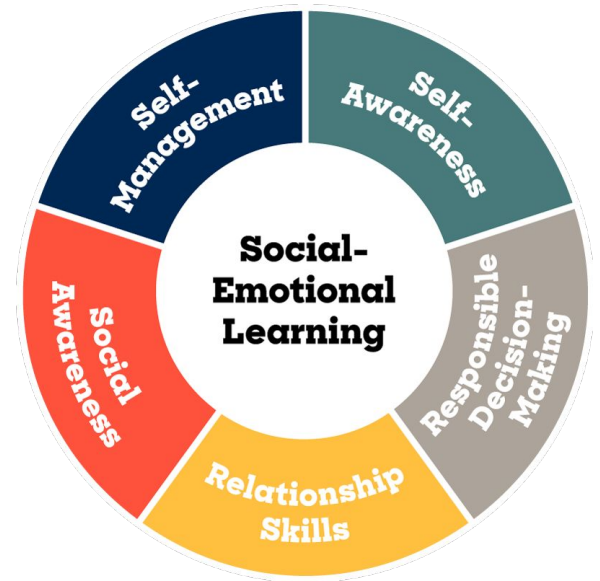 Self-
Management
Self-
Awareness
Social-
Emotional
Learning
Social
Awareness
Responsible
Decision-
Making
Relationship
Skills